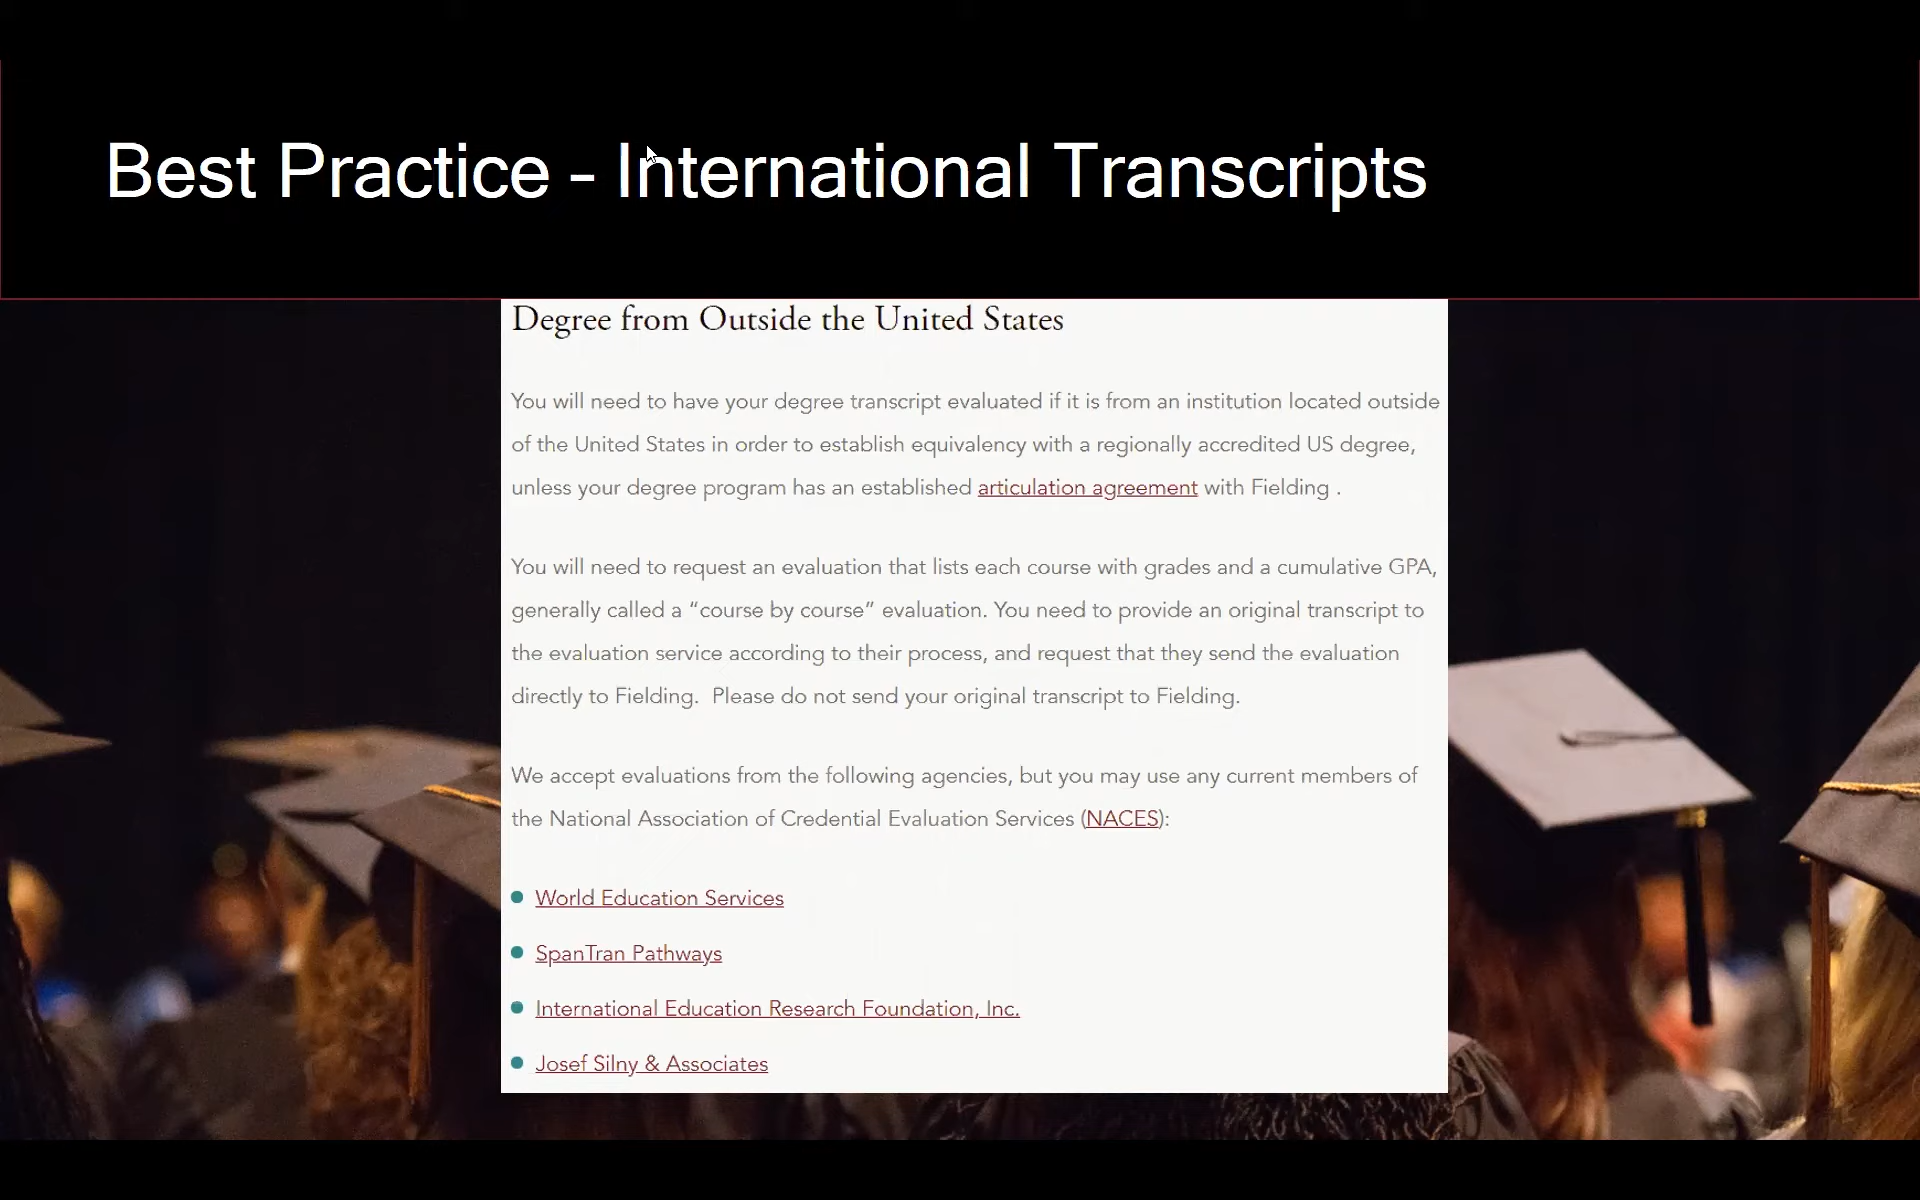 Best Practice – International Transcripts
Degree from Outside the United States
You will need to have your degree transcript evaluated if it is from an institution located outside
of the United States in order to establish equivalency with a regionally accredited US degree,
unless your degree program has an established articulation agreement with Fielding .
You will need to request an evaluation that lists each course with grades and a cumulative GPA,
generally called a “course by course” evaluation. You need to provide an original transcript to
the evaluation service according to their process, and request that they send the evaluation
directly to Fielding.  Please do not send your original transcript to Fielding.
We accept evaluations from the following agencies, but you may use any current members of
the National Association of Credential Evaluation Services (NACES):
World Education Services
SpanTran Pathways
International Education Research Foundation, Inc.
Josef Silny & Associates